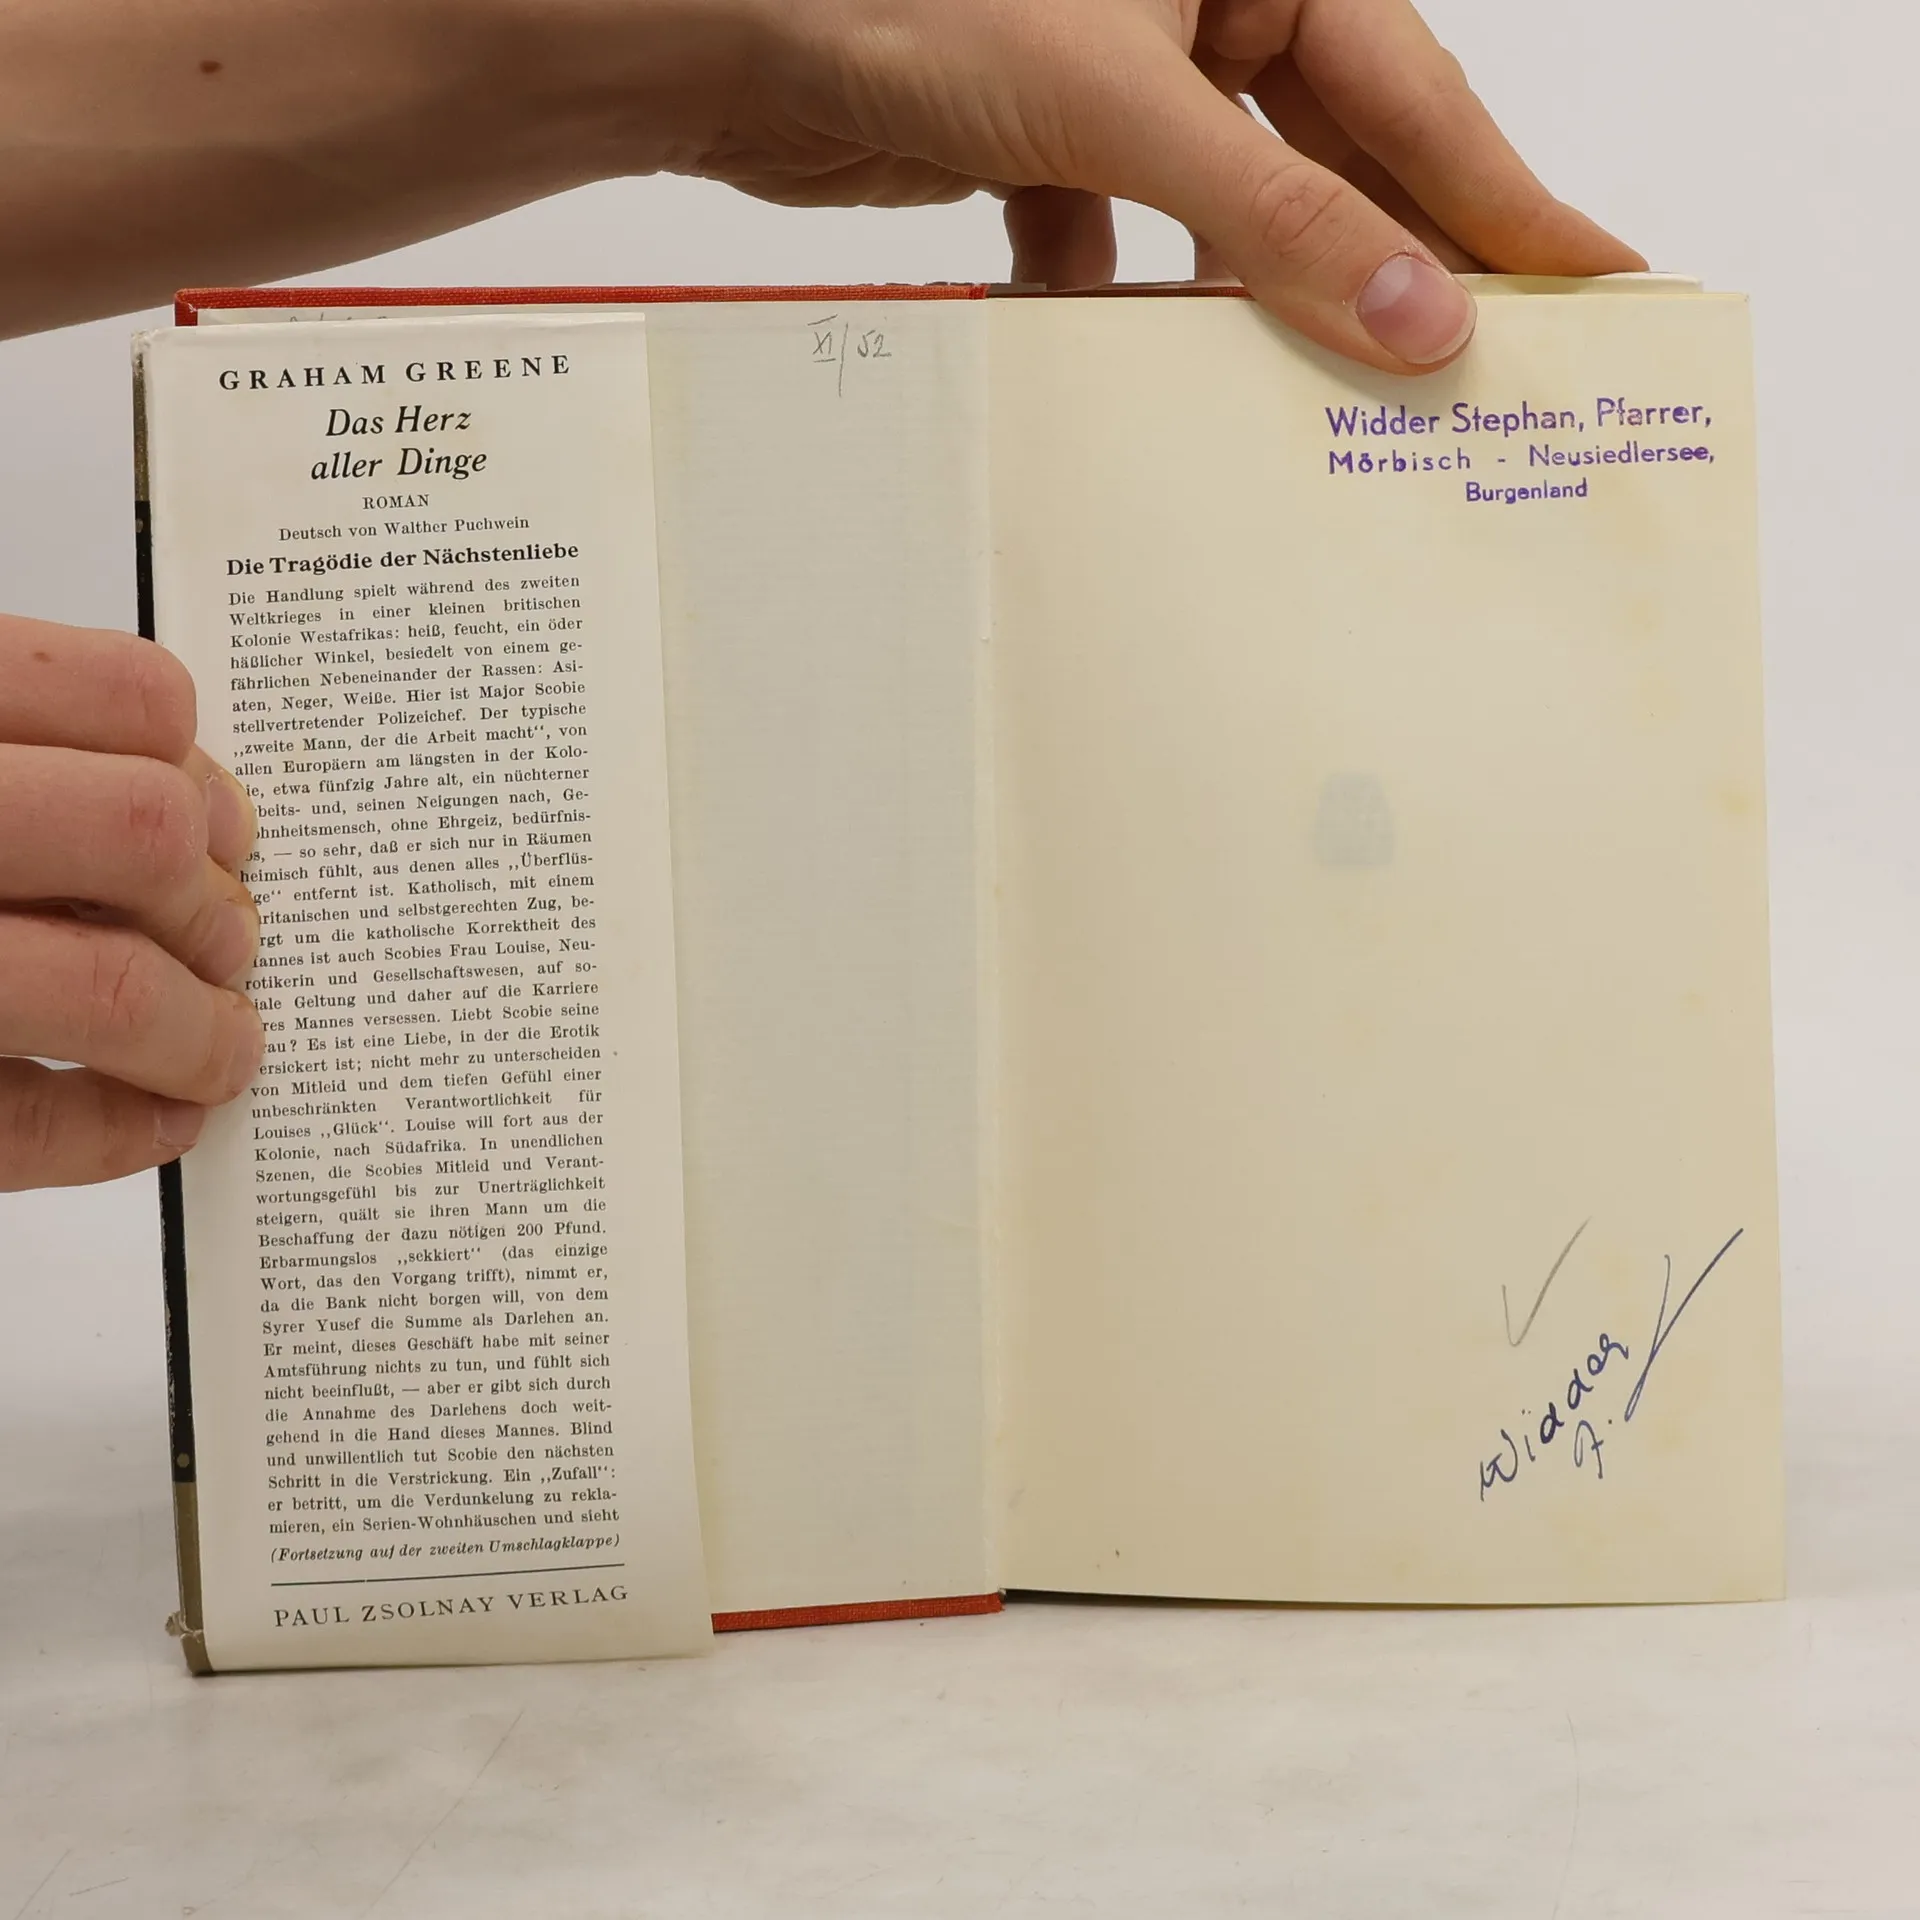 GRAHAM GREENE
Das Herz
aller Dinge
ROMAN
Deutsch von Walther Puchwein
Die Tragödie der Nächstenliebe
Die Handlung spielt während des zweiten
Weltkrieges in einer kleinen britischen
Kolonie Westafrikas: heiß, feucht, ein öder
häßlicher Winkel, besiedelt von einem ge-
fährlichen Nebeneinander der Rassen: Asi-
aten, Neger, Weiße. Hier ist Major Scobie
stellvertretender Polizeichef. Der typische
,,zweite Mann, der die Arbeit macht‘‘, von
allen Europäern am längsten in der Kolo-
ie, etwa fünfzig Jahre alt, ein nüchterner
beits- und, seinen Neigungen nach, Ge-
ohnheitsmensch, ohne Ehrgeiz, bedürfnis-
os, — so sehr, daß er sich nur in Räumen
heimisch fühlt, aus denen alles ,,Überflüs-
ge‘‘ entfernt ist. Katholisch, mit einem
uritanischen und selbstgerechten Zug, be-
rgt um die katholische Korrektheit des
annes ist auch Scobies Frau Louise, Neu-
rotikerin und Gesellschaftswesen, auf so-
iale Geltung und daher auf die Karriere
res Mannes versessen. Liebt Scobie seine
rau? Es ist eine Liebe, in der die Erotik
ersickert ist; nicht mehr zu unterscheiden
von Mitleid und dem tiefen Gefühl einer
unbeschränkten Verantwortlichkeit für
Louises ,,Glück‘‘. Louise will fort aus der
Kolonie, nach Südafrika. In unendlichen
Szenen, die Scobies Mitleid und Verant-
wortungsgefühl bis zur Unerträglichkeit
steigern, quält sie ihren Mann um die
Beschaffung der dazu nötigen 200 Pfund.
Erbarmungslos ,,sekkiert‘‘ (das einzige
Wort, das den Vorgang trifft), nimmt er,
da die Bank nicht borgen will, von dem
Syrer Yusef die Summe als Darlehen an.
Er meint, dieses Geschäft habe mit seiner
Amtsführung nichts zu tun, und fühlt sich
nicht beeinflußt, — aber er gibt sich durch
die Annahme des Darlehens doch weit-
gehend in die Hand dieses Mannes. Blind
und unwillentlich tut Scobie den nächsten
Schritt in die Verstrickung. Ein ,,Zufall‘‘:
er betritt, um die Verdunkelung zu rekla-
mieren, ein Serien-Wohnhäuschen und sieht
(Fortsetzung auf der zweiten Umschlagklappe)
PAUL ZSOLNAY VERLAG
XI/52
Widder Stephan, Pfarrer,
Mörbisch - Neusiedlersee,
Burgenland